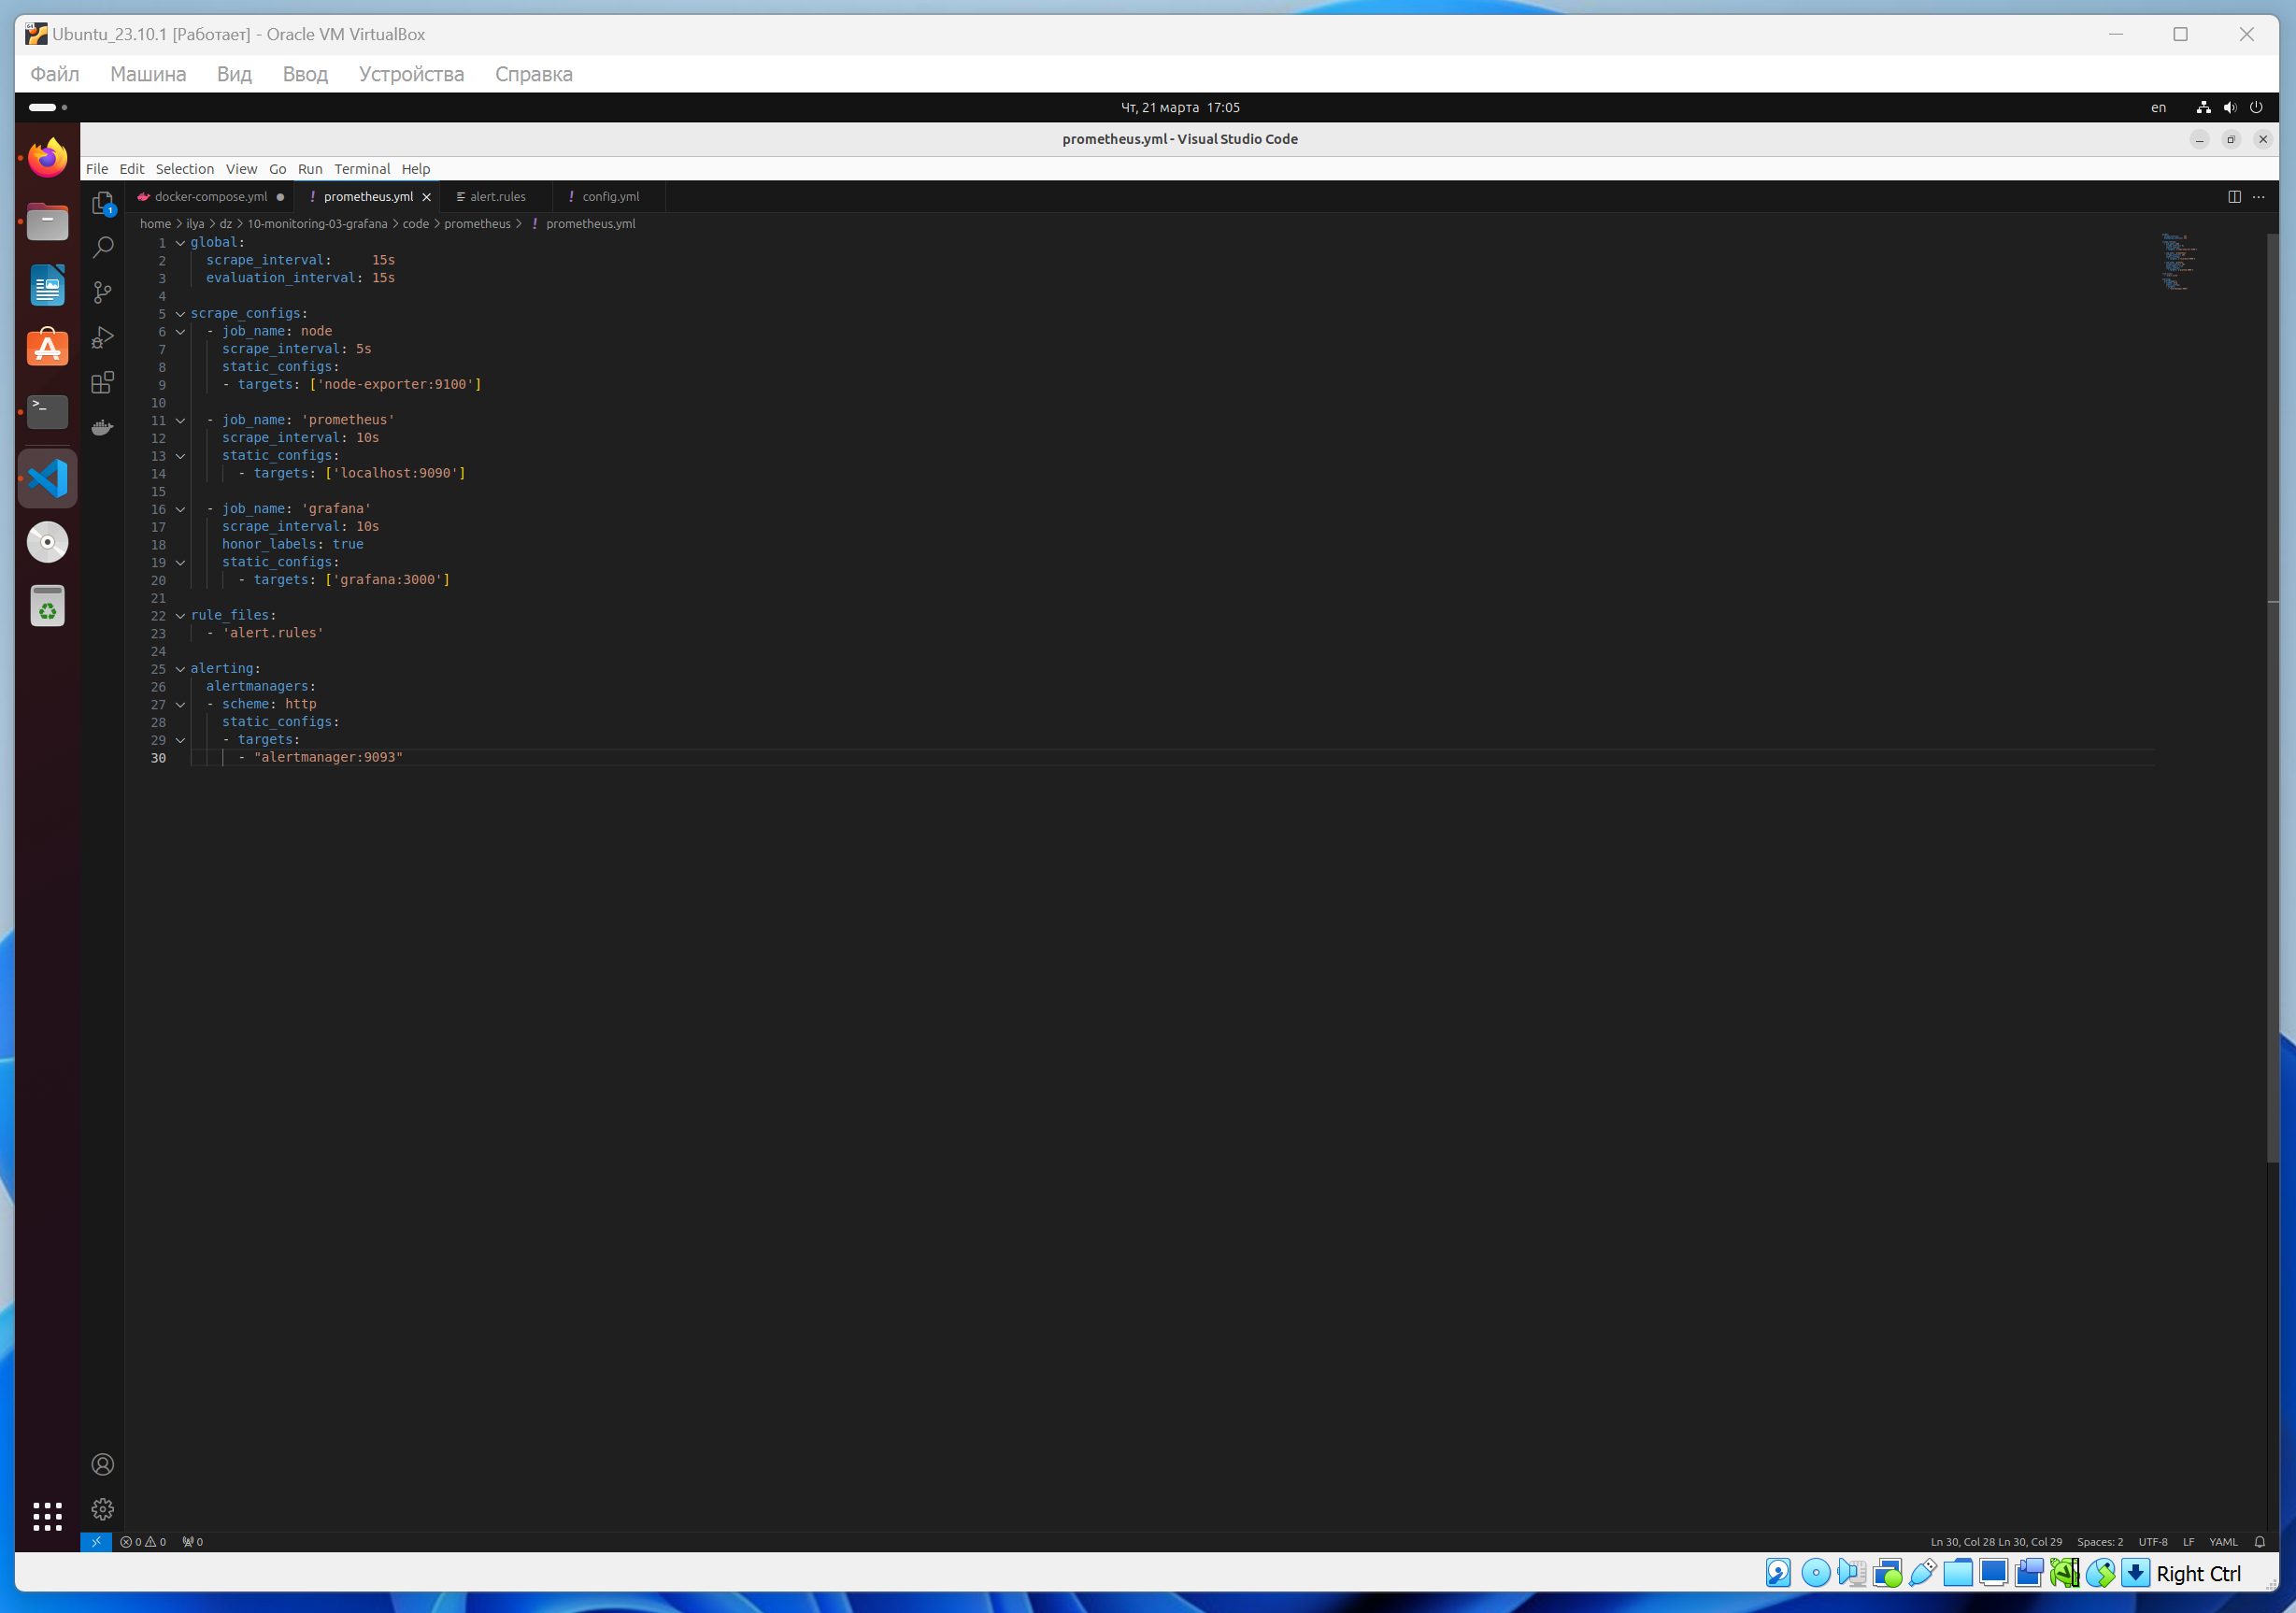 Ubuntu_23.10.1 [Работает] - Oracle VM VirtualBox
Файл Машина Вид Ввод Устройства Справка
Чт, 21 марта 17:05
en
prometheus.yml - Visual Studio Code
File Edit Selection View Go Run Terminal Help
1
docker-compose.yml ! prometheus.yml alert.rules ! config.yml
home > ilya > dz > 10-monitoring-03-grafana > code > prometheus > ! prometheus.yml
1 global:
2   scrape_interval:     15s
3   evaluation_interval: 15s
4
5 scrape_configs:
6   - job_name: node
7     scrape_interval: 5s
8     static_configs:
9     - targets: ['node-exporter:9100']
10
11   - job_name: 'prometheus'
12     scrape_interval: 10s
13     static_configs:
14       - targets: ['localhost:9090']
15
16   - job_name: 'grafana'
17     scrape_interval: 10s
18     honor_labels: true
19     static_configs:
20       - targets: ['grafana:3000']
21
22 rule_files:
23   - 'alert.rules'
24
25 alerting:
26   alertmanagers:
27   - scheme: http
28     static_configs:
29     - targets:
30       - "alertmanager:9093"
0 0 0
Ln 30, Col 28 Ln 30, Col 29 Spaces: 2 UTF-8 LF YAML
Right Ctrl